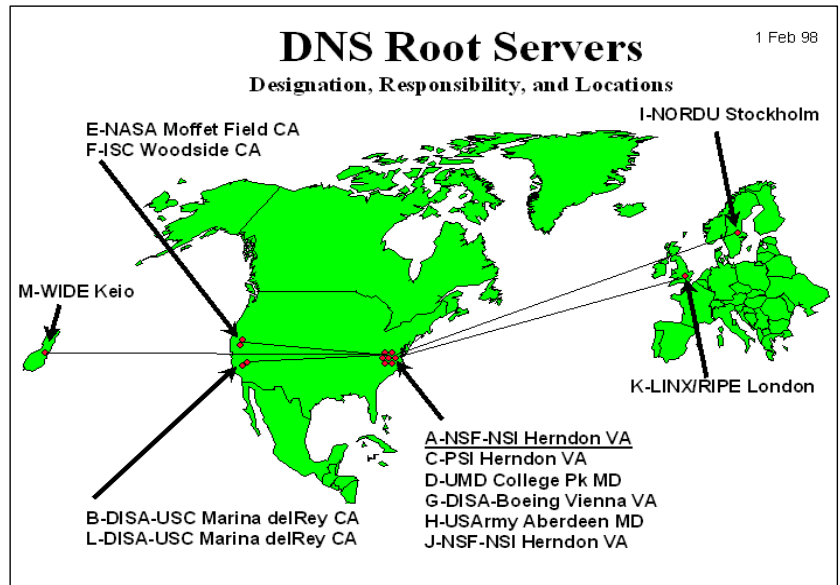 DNS Root Servers
1 Feb 98
Designation, Responsibility, and Locations
E-NASA Moffet Field CA
F-ISC Woodside CA
I-NORDU Stockholm
M-WIDE Keio
K-LINX/RIPE London
A-NSF-NSI Herndon VA
C-PSI Herndon VA
D-UMD College Pk MD
G-DISA-Boeing Vienna VA
H-USArmy Aberdeen MD
J-NSF-NSI Herndon VA
B-DISA-USC Marina delRey CA
L-DISA-USC Marina delRey CA